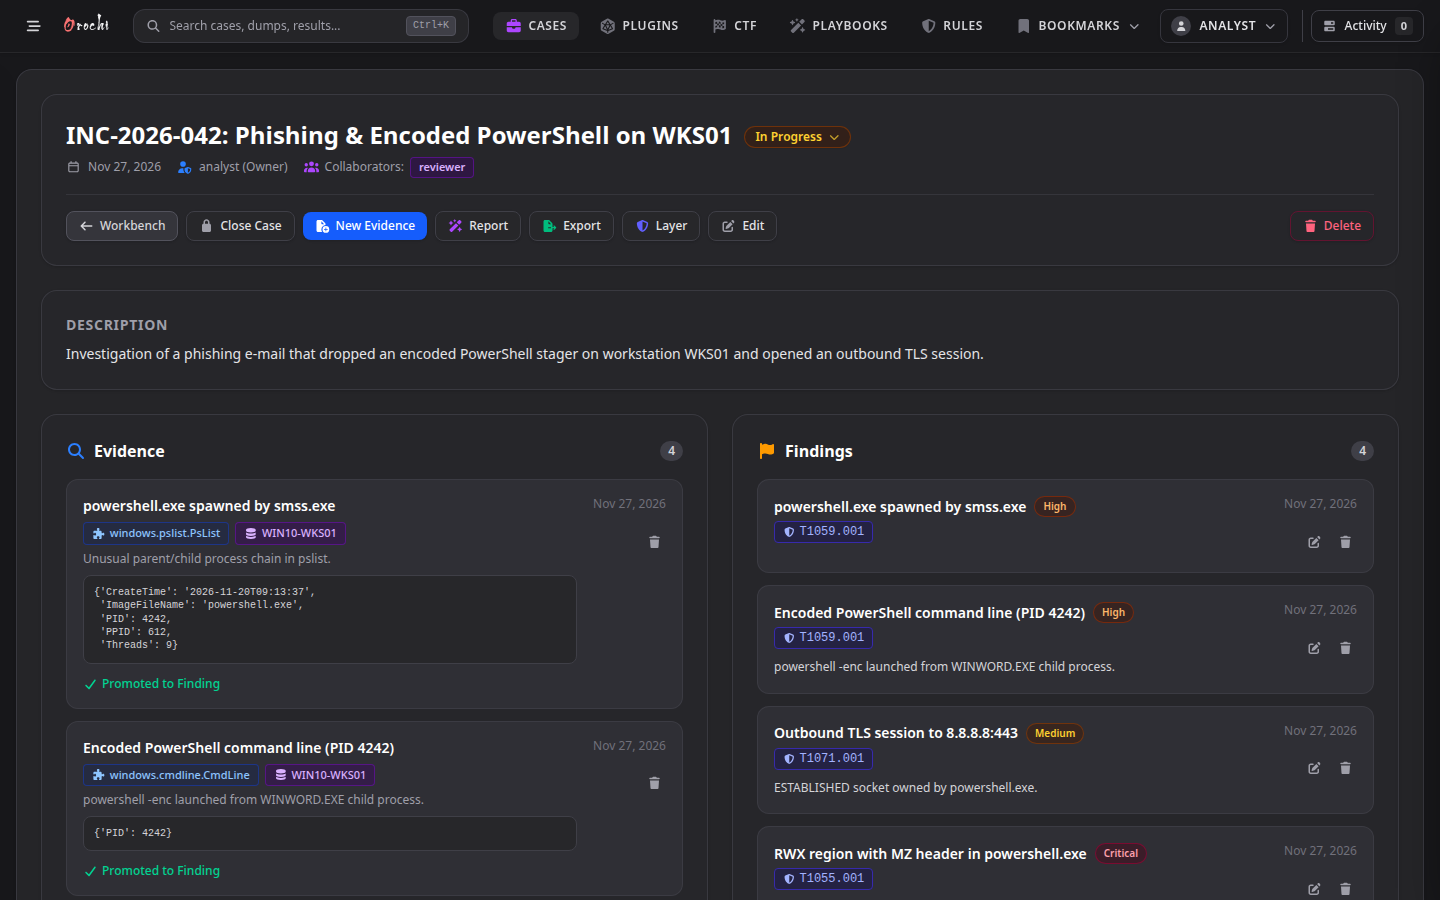 Orochi
Search cases, dumps, results...
Ctrl+K
CASES
PLUGINS
CTF
PLAYBOOKS
RULES
BOOKMARKS
ANALYST
Activity 0
INC-2026-042: Phishing & Encoded PowerShell on WKS01 In Progress
Nov 27, 2026 analyst (Owner) Collaborators: reviewer
Workbench Close Case New Evidence Report Export Layer Edit Delete
DESCRIPTION
Investigation of a phishing e-mail that dropped an encoded PowerShell stager on workstation WKS01 and opened an outbound TLS session.
Evidence 4
powershell.exe spawned by smss.exe Nov 27, 2026
windows.pslist.PsList WIN10-WKS01
Unusual parent/child process chain in pslist.
{'CreateTime': '2026-11-20T09:13:37',
'ImageFileName': 'powershell.exe',
'PID': 4242,
'PPID': 612,
'Threads': 9}
Promoted to Finding
Encoded PowerShell command line (PID 4242) Nov 27, 2026
windows.cmdline.CmdLine WIN10-WKS01
powershell -enc launched from WINWORD.EXE child process.
{'PID': 4242}
Promoted to Finding
Findings 4
powershell.exe spawned by smss.exe High Nov 27, 2026
T1059.001
Encoded PowerShell command line (PID 4242) High Nov 27, 2026
T1059.001
powershell -enc launched from WINWORD.EXE child process.
Outbound TLS session to 8.8.8.8:443 Medium Nov 27, 2026
T1071.001
ESTABLISHED socket owned by powershell.exe.
RWX region with MZ header in powershell.exe Critical Nov 27, 2026
T1055.001